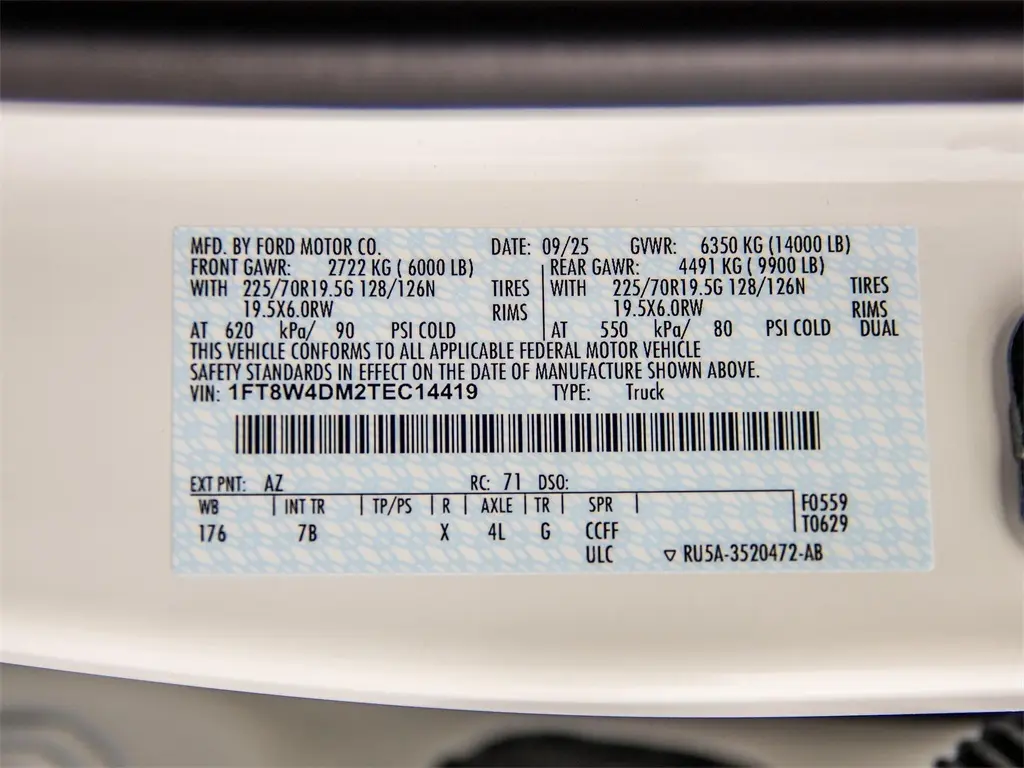 MFD. BY FORD MOTOR CO. DATE: 09/25 GVWR: 6350 KG (14000 LB)
FRONT GAWR: 2722 KG ( 6000 LB) REAR GAWR: 4491 KG ( 9900 LB)
WITH 225/70R19.5G 128/126N TIRES WITH 225/70R19.5G 128/126N TIRES
19.5X6.0RW RIMS 19.5X6.0RW RIMS
AT 620 kPa/ 90 PSI COLD AT 550 kPa/ 80 PSI COLD DUAL
THIS VEHICLE CONFORMS TO ALL APPLICABLE FEDERAL MOTOR VEHICLE
SAFETY STANDARDS IN EFFECT ON THE DATE OF MANUFACTURE SHOWN ABOVE.
VIN: 1FT8W4DM2TEC14419 TYPE: Truck
EXT PNT: AZ RC: 71 DSO:
WB INT TR TP/PS R AXLE TR SPR F0559
176 7B X 4L G CCFF T0629
ULC ▽ RU5A-3520472-AB